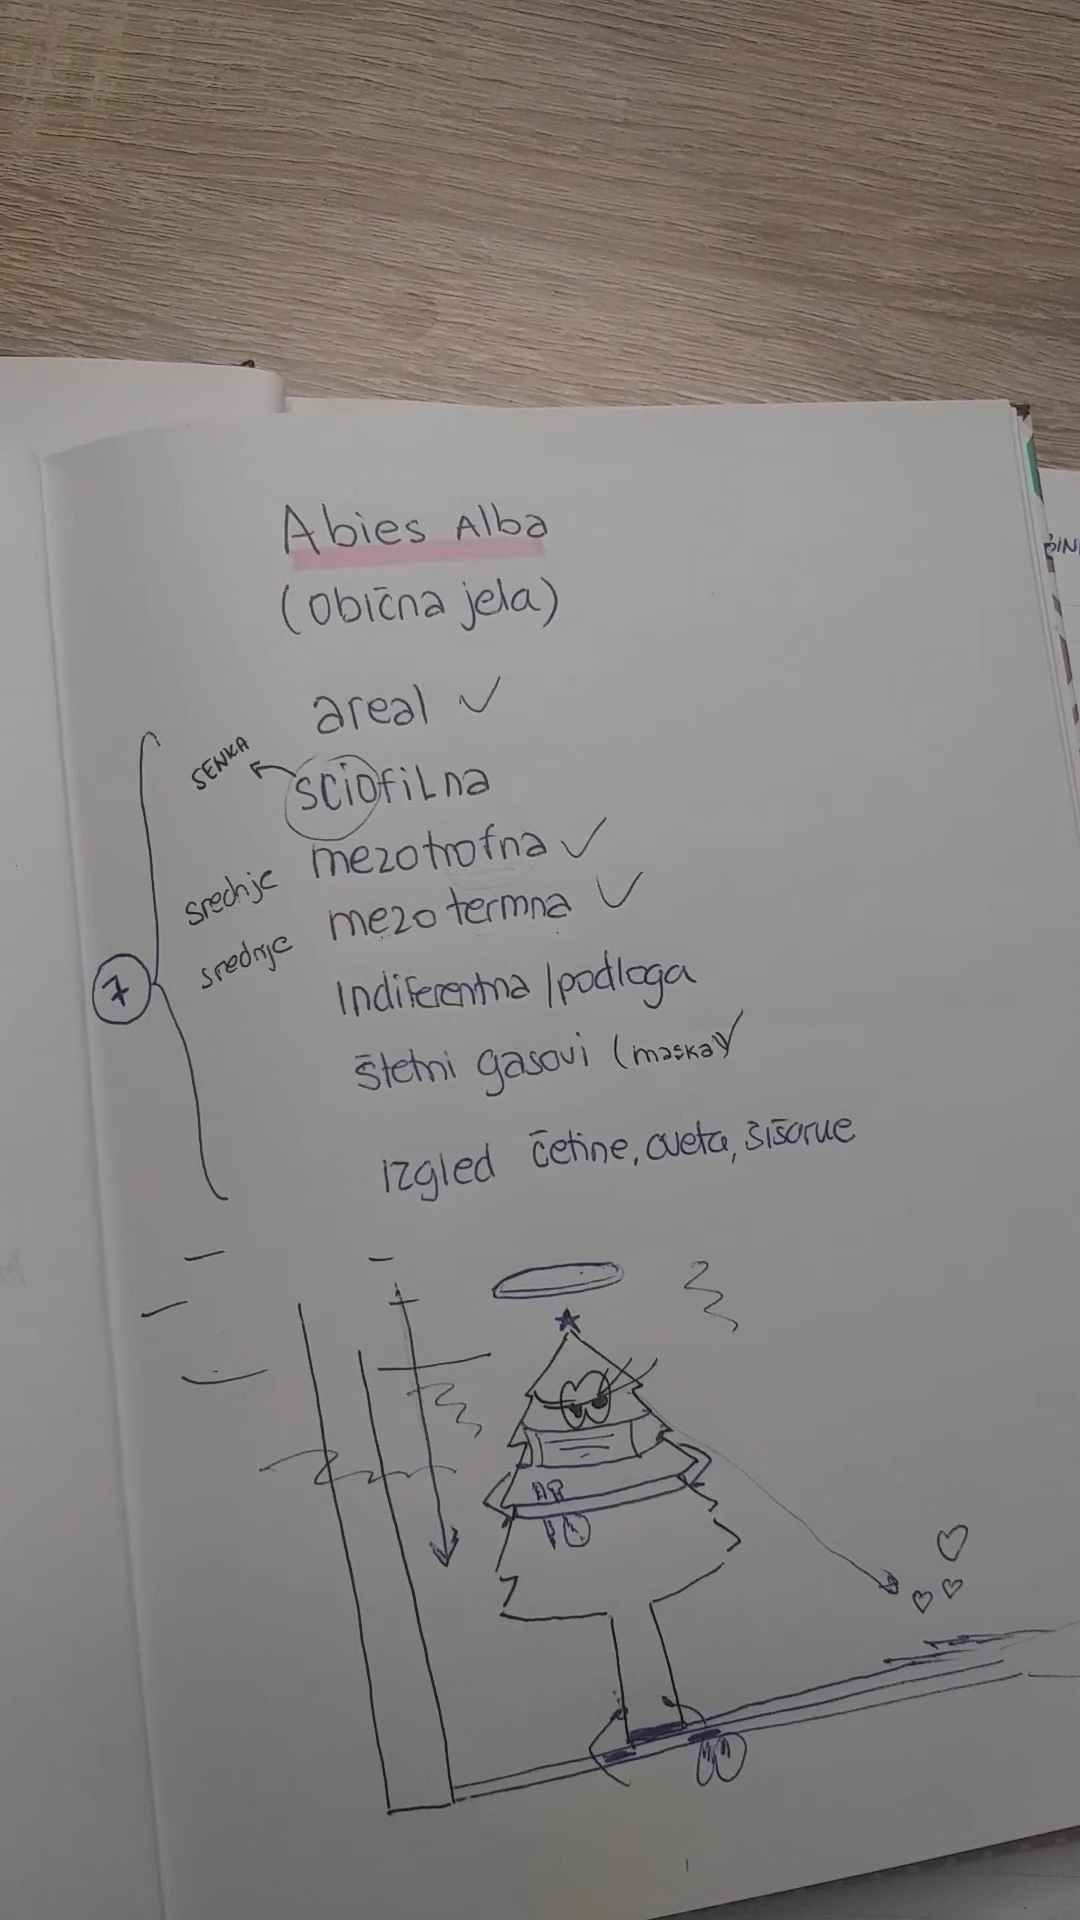 Abies Alba
(obična jela)
areal ✓
SENKA
sciofilna
mezotrofna ✓
srednje
mezotermna ✓
srednje
Indiferentna /podloga
7
štetni gasovi (maska) ✓
izgled četine, cveta, šišarke